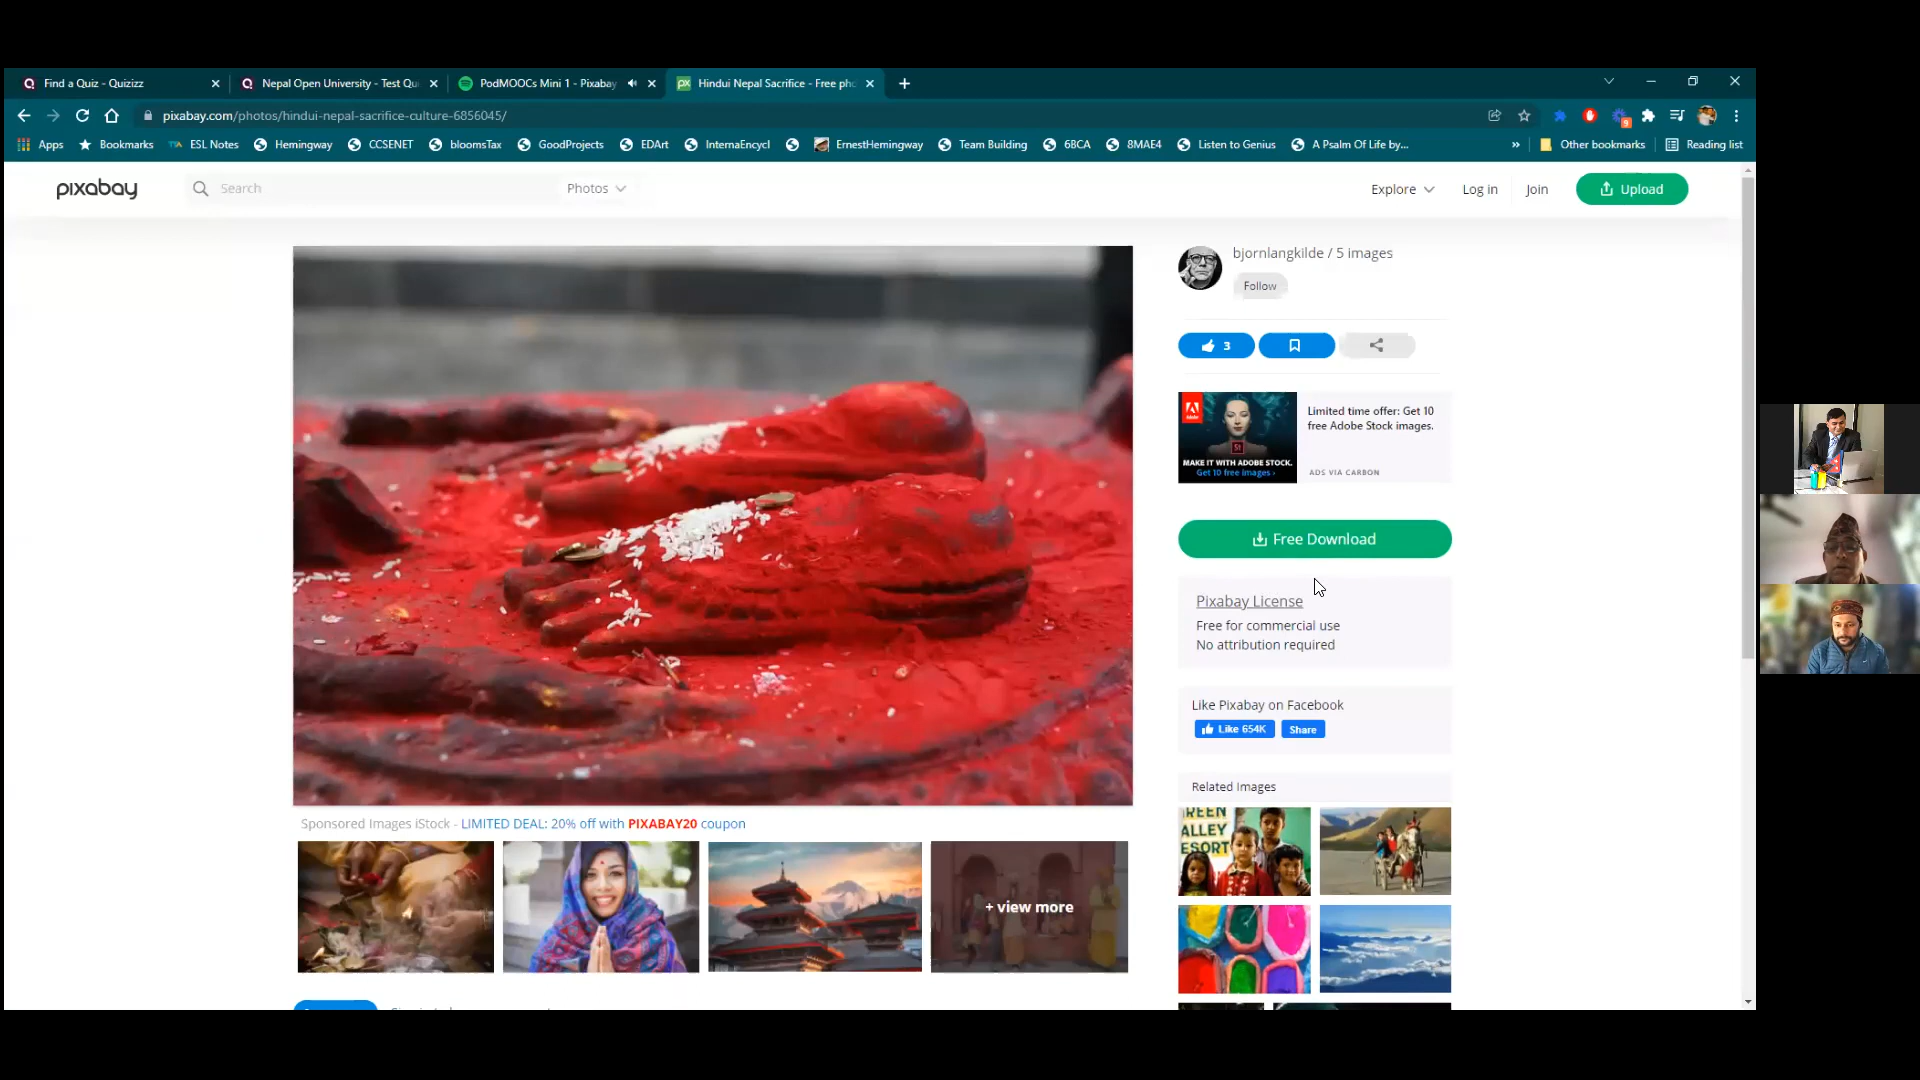 Find a Quiz - Quizizz
Nepal Open University - Test Qu
PodMOOCs Mini 1 - Pixabay
Hindui Nepal Sacrifice - Free pho
pixabay.com/photos/hindui-nepal-sacrifice-culture-6856045/
Apps Bookmarks ESL Notes Hemingway CCSENET bloomsTax GoodProjects EDArt InternaEncycl ErnestHemingway Team Building 6BCA 8MAE4 Listen to Genius A Psalm Of Life by... » Other bookmarks Reading list
pixabay Search Photos Explore Log in Join Upload
bjornlangkilde / 5 images
Follow
3
MAKE IT WITH ADOBE STOCK.
Get 10 free images ›
Limited time offer: Get 10
free Adobe Stock images.
ADS VIA CARBON
Free Download
Pixabay License
Free for commercial use
No attribution required
Like Pixabay on Facebook
Like 654K Share
Related Images
REEN
ALLEY
ESORT
Sponsored Images iStock - LIMITED DEAL: 20% off with PIXABAY20 coupon
+ view more